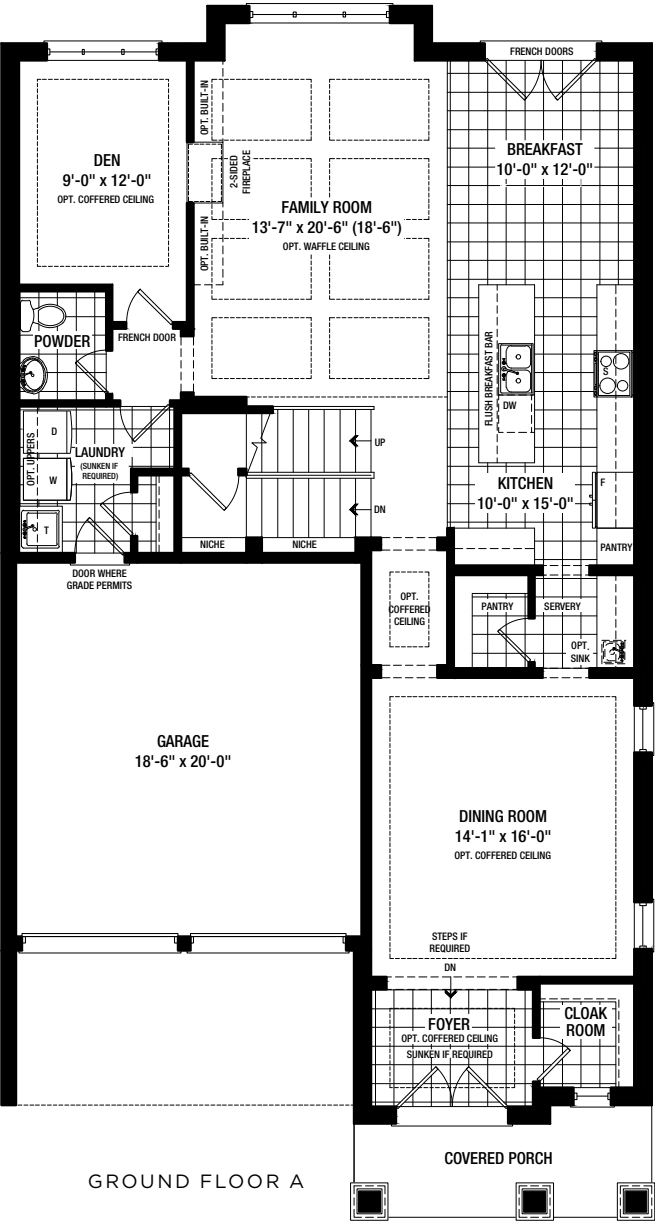 FRENCH DOORS
OPT. BUILT-IN
DEN
9'-0" x 12'-0"
OPT. COFFERED CEILING
2-SIDED
FIREPLACE
BREAKFAST
10'-0" x 12'-0"
FAMILY ROOM
13'-7" x 20'-6" (18'-6")
OPT. WAFFLE CEILING
OPT. BUILT-IN
POWDER
FRENCH DOOR
FLUSH BREAKFAST BAR
S
DW
OPT. UPPERS
D
LAUNDRY
(SUNKEN IF
REQUIRED)
W
T
UP
DN
NICHE
NICHE
KITCHEN
10'-0" x 15'-0"
F
PANTRY
DOOR WHERE
GRADE PERMITS
OPT.
COFFERED
CEILING
PANTRY
SERVERY
OPT.
SINK
GARAGE
18'-6" x 20'-0"
DINING ROOM
14'-1" x 16'-0"
OPT. COFFERED CEILING
STEPS IF
REQUIRED
DN
FOYER
OPT. COFFERED CEILING
SUNKEN IF REQUIRED
CLOAK
ROOM
COVERED PORCH
GROUND FLOOR A